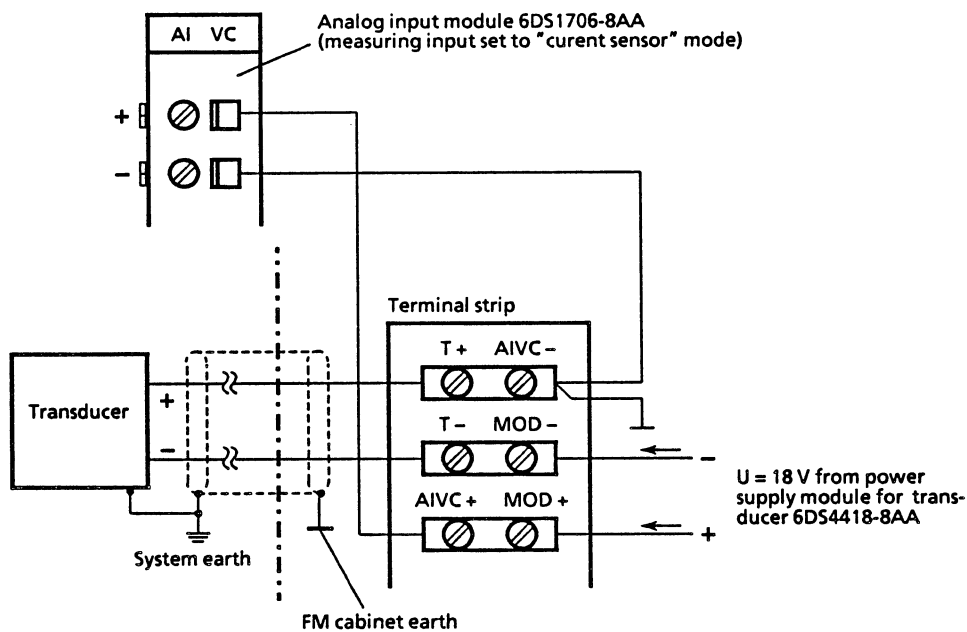 Analog input module 6DS1706-8AA
(measuring input set to "curent sensor" mode)
AI VC
+
−
Terminal strip
T + AIVC −
Transducer
+
−
T − MOD −
−
U = 18 V from power
supply module for trans-
ducer 6DS4418-8AA
AIVC + MOD +
+
System earth
FM cabinet earth